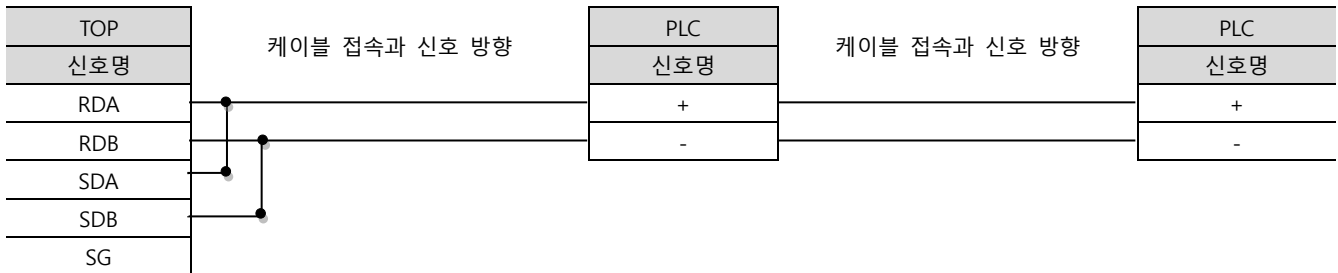 TOP
신호명
RDA
RDB
SDA
SDB
SG
케이블 접속과 신호 방향
PLC
신호명
+
-
케이블 접속과 신호 방향
PLC
신호명
+
-